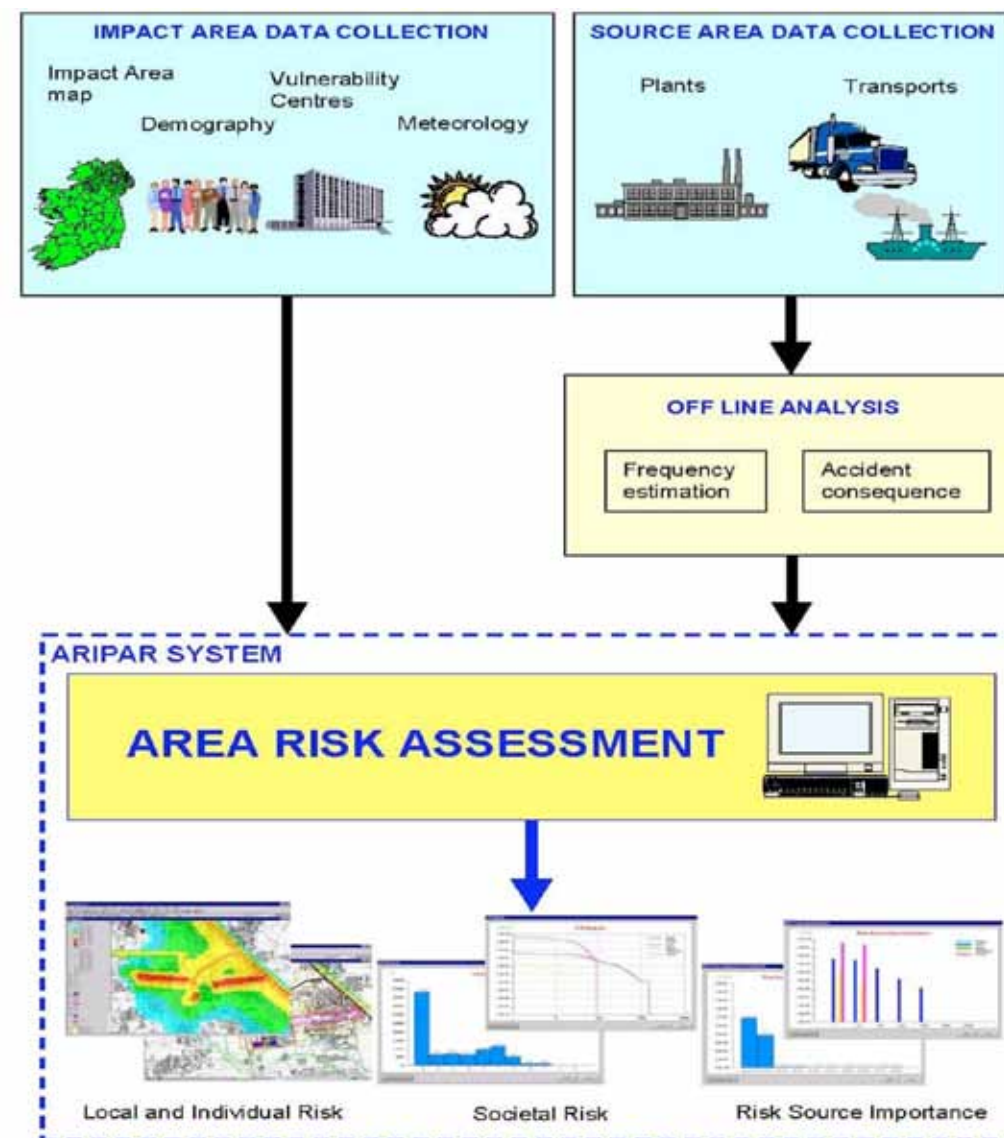 IMPACT AREA DATA COLLECTION
Impact Area
map
Demography
Vulnerability
Centres
Meteorology
SOURCE AREA DATA COLLECTION
Plants
Transports
OFF LINE ANALYSIS
Frequency
estimation
Accident
consequence
ARIPAR SYSTEM
AREA RISK ASSESSMENT
Local and Individual Risk
Societal Risk
Risk Source Importance